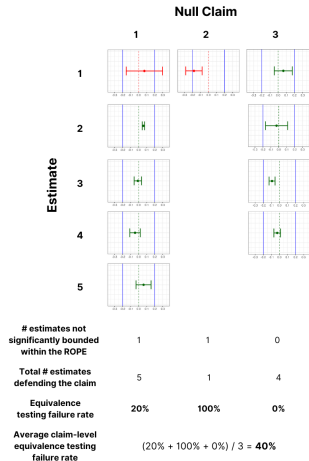 Null Claim
1 2 3
Estimate
1
2
3
4
5
# estimates not
significantly bounded
within the ROPE
1 1 0
Total # estimates
defending the claim
5 1 4
Equivalence
testing failure rate
20% 100% 0%
Average claim-level
equivalence testing
failure rate
(20% + 100% + 0%) / 3 = 40%